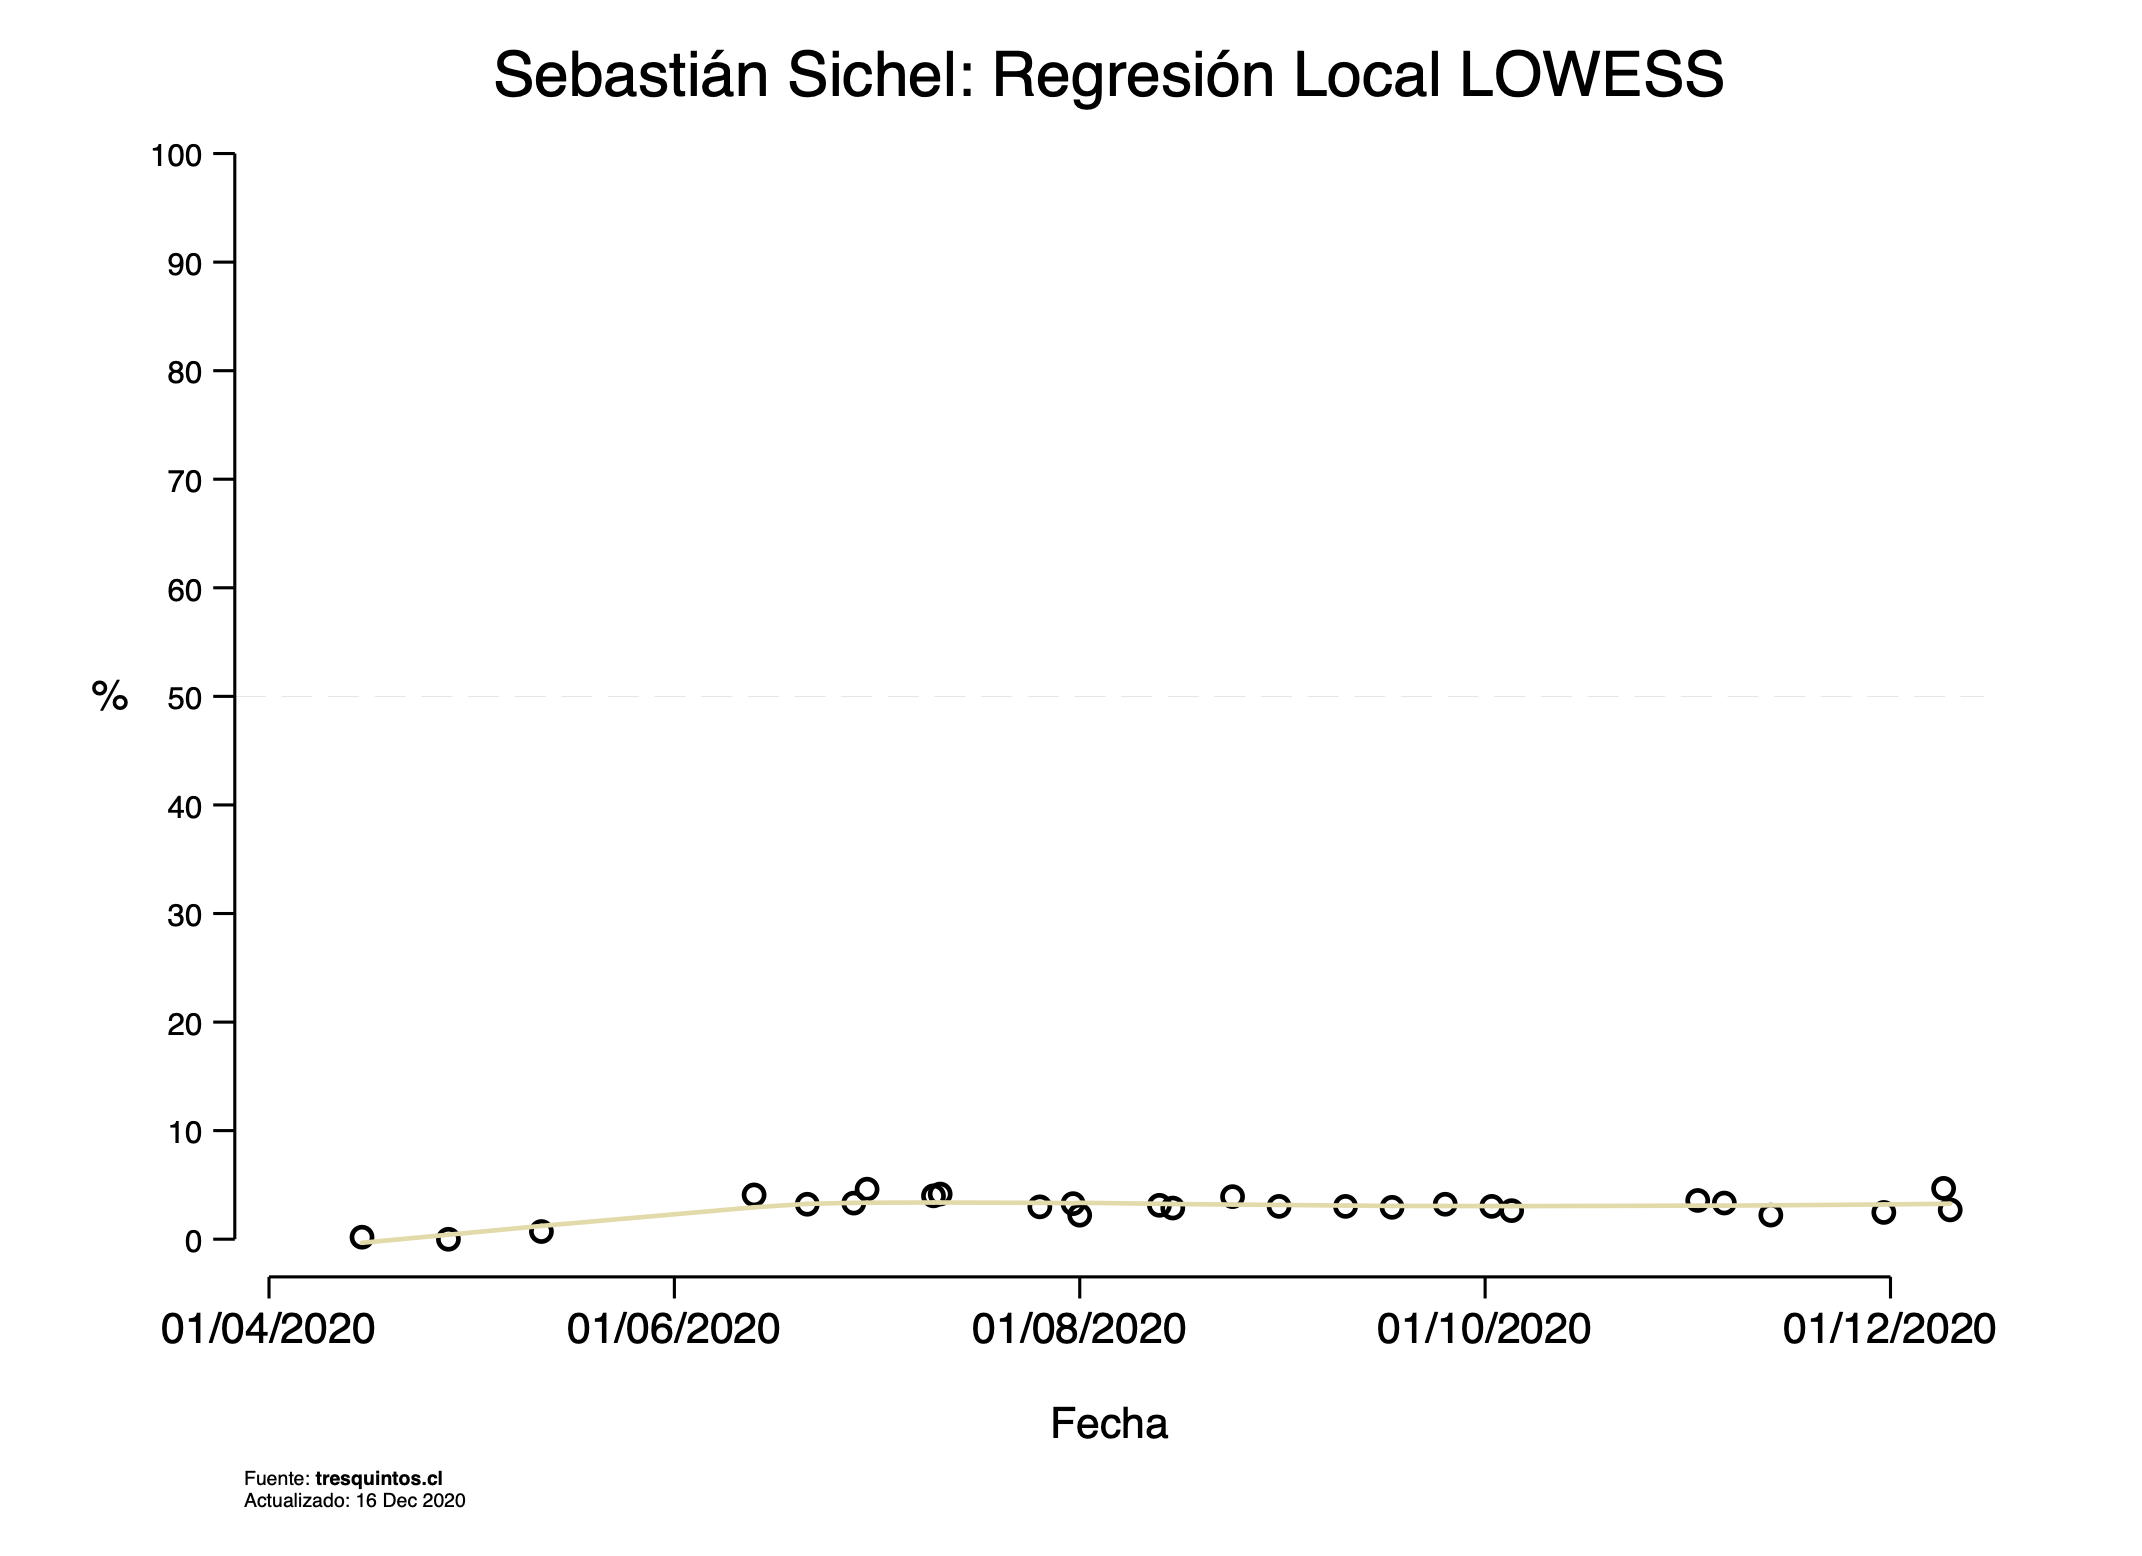 Sebastián Sichel: Regresión Local LOWESS
100
90
80
70
60
%
50
40
30
20
10
0
01/04/2020 01/06/2020 01/08/2020 01/10/2020 01/12/2020
Fecha
Fuente: tresquintos.cl
Actualizado: 16 Dec 2020